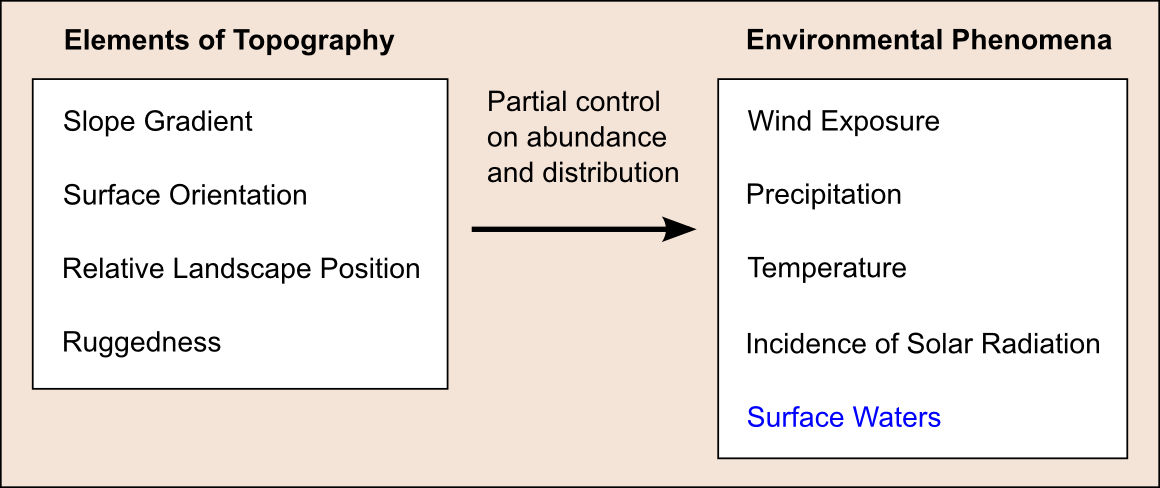 Elements of Topography
Slope Gradient
Surface Orientation
Relative Landscape Position
Ruggedness
Partial control
on abundance
and distribution
Environmental Phenomena
Wind Exposure
Precipitation
Temperature
Incidence of Solar Radiation
Surface Waters